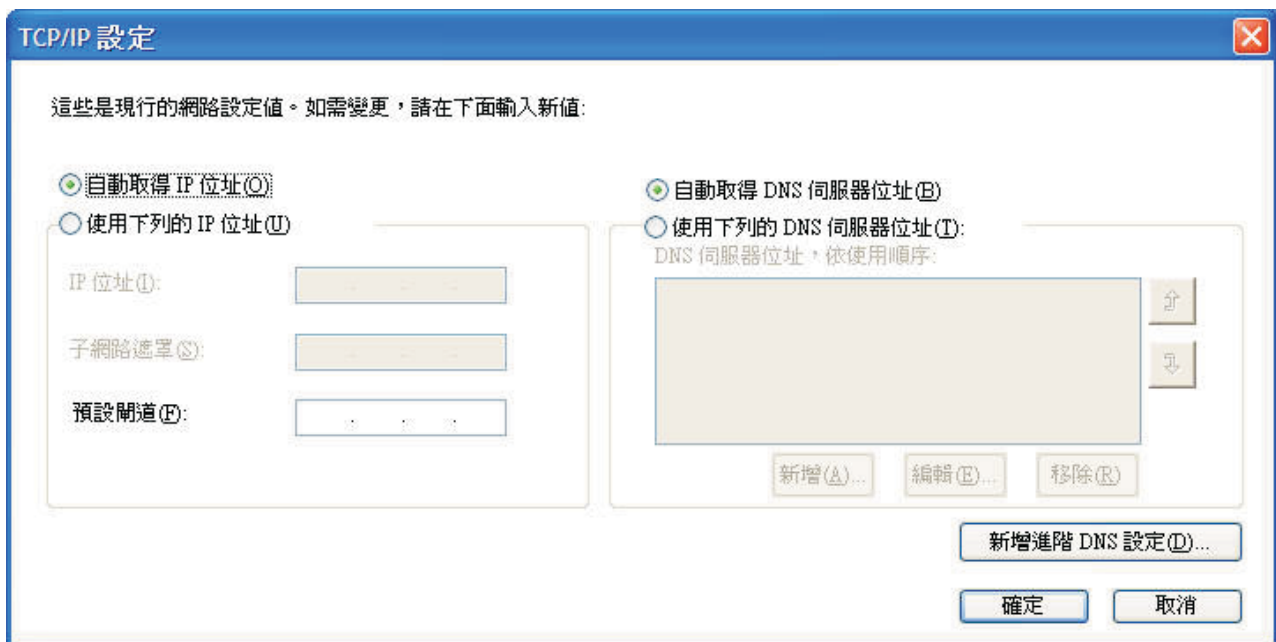 TCP/IP 設定
這些是現行的網路設定值。如需變更，請在下面輸入新值:
自動取得 IP 位址(O)
使用下列的 IP 位址(U)
IP 位址(I):
子網路遮罩(S):
預設閘道(F):
自動取得 DNS 伺服器位址(B)
使用下列的 DNS 伺服器位址(T):
DNS 伺服器位址，依使用順序:
新增(A)...
編輯(E)...
移除(R)
新增進階 DNS 設定(D)...
確定
取消